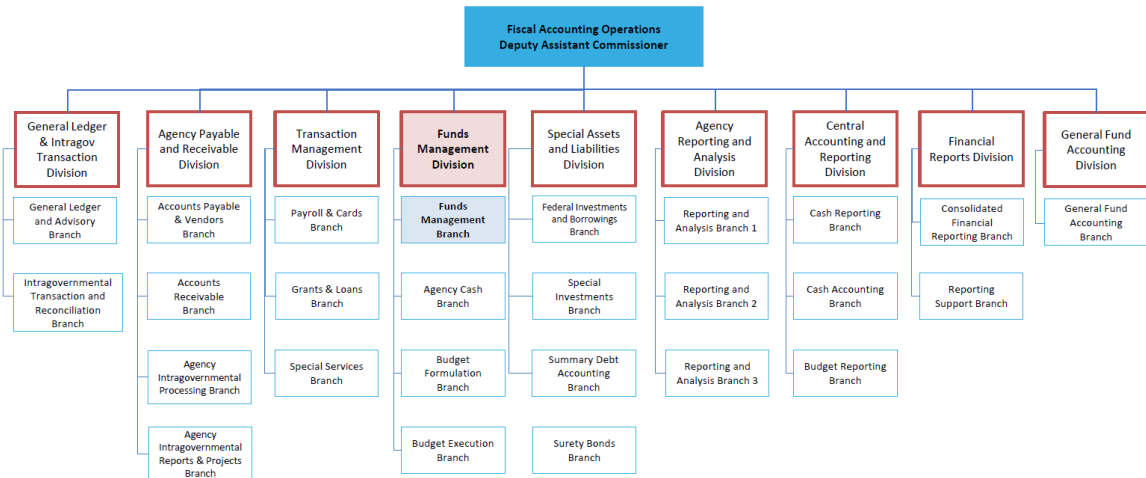 Fiscal Accounting Operations
Deputy Assistant Commissioner
General Ledger
& Intragov
Transaction
Division
Agency Payable
and Receivable
Division
Transaction
Management
Division
Funds
Management
Division
Special Assets
and Liabilities
Division
Agency
Reporting and
Analysis
Division
Central
Accounting and
Reporting
Division
Financial
Reports Division
General Fund
Accounting
Division
General Ledger
and Advisory
Branch
Accounts Payable
& Vendors
Branch
Payroll & Cards
Branch
Funds
Management
Branch
Federal Investments
and Borrowings
Branch
Reporting and
Analysis Branch 1
Cash Reporting
Branch
Consolidated
Financial
Reporting Branch
General Fund
Accounting
Branch
Intragovernmental
Transaction and
Reconciliation
Branch
Accounts
Receivable
Branch
Grants & Loans
Branch
Agency Cash
Branch
Special
Investments
Branch
Reporting and
Analysis Branch 2
Cash Accounting
Branch
Reporting
Support Branch
Agency
Intragovernmental
Processing Branch
Special Services
Branch
Budget
Formulation
Branch
Summary Debt
Accounting
Branch
Reporting and
Analysis Branch 3
Budget Reporting
Branch
Agency
Intragovernmental
Reports & Projects
Branch
Budget Execution
Branch
Surety Bonds
Branch